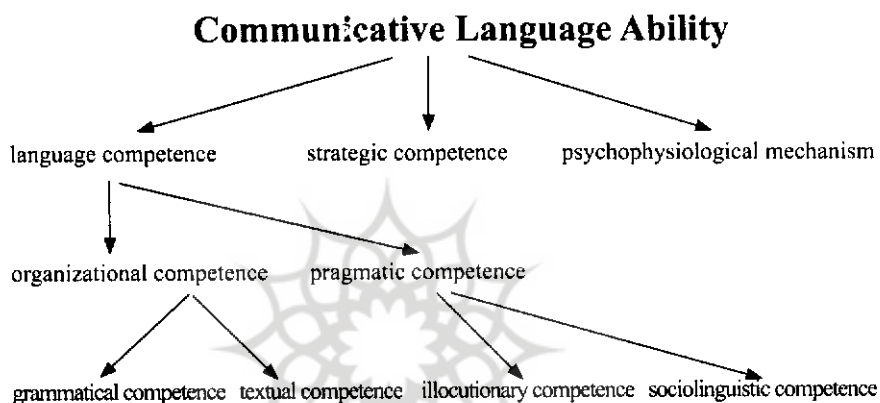 Communicative Language Ability
language competence strategic competence psychophysiological mechanism
organizational competence pragmatic competence
grammatical competence textual competence illocutionary competence sociolinguistic competence